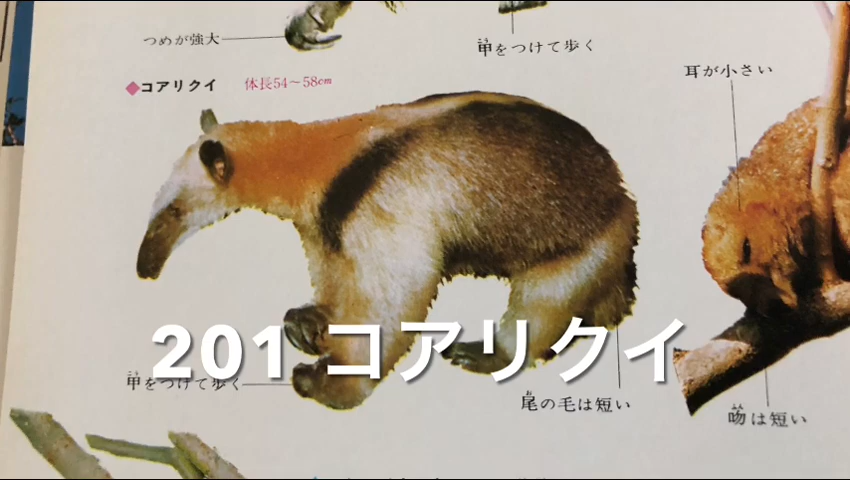 つめが強大
甲をつけて歩く
耳が小さい
◆コアリクイ 体長54〜58cm
201 コアリクイ
甲をつけて歩く
尾の毛は短い
吻は短い